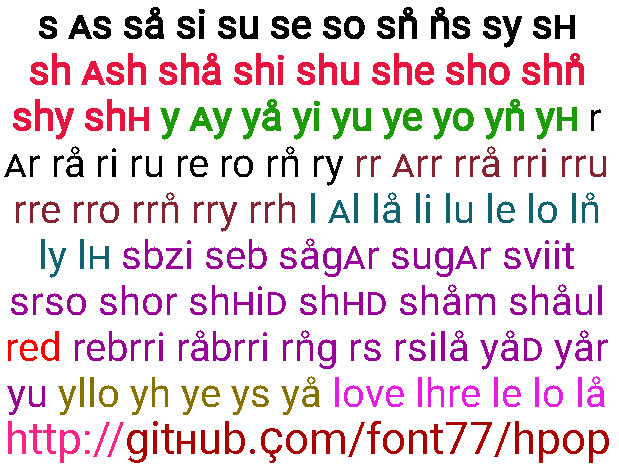 s ᴀs så si su se so sn̊ n̊s sy sʜ
sh ᴀsh shå shi shu she sho shn̊
shy shʜ y ᴀy yå yi yu ye yo yn̊ yʜ r
ᴀr rå ri ru re ro rn̊ ry rr ᴀrr rrå rri rru
rre rro rrn̊ rry rrh l ᴀl lå li lu le lo ln̊
ly lʜ sbzi seb sågᴀr sugᴀr sviit
srso shor shʜiᴅ shʜᴅ shåm shåul
red rebrri råbrri rn̊g rs rsilå yåᴅ yår
yu yllo yh ye ys yå love lhre le lo lå
http://gitʜub.çom/font77/hpop